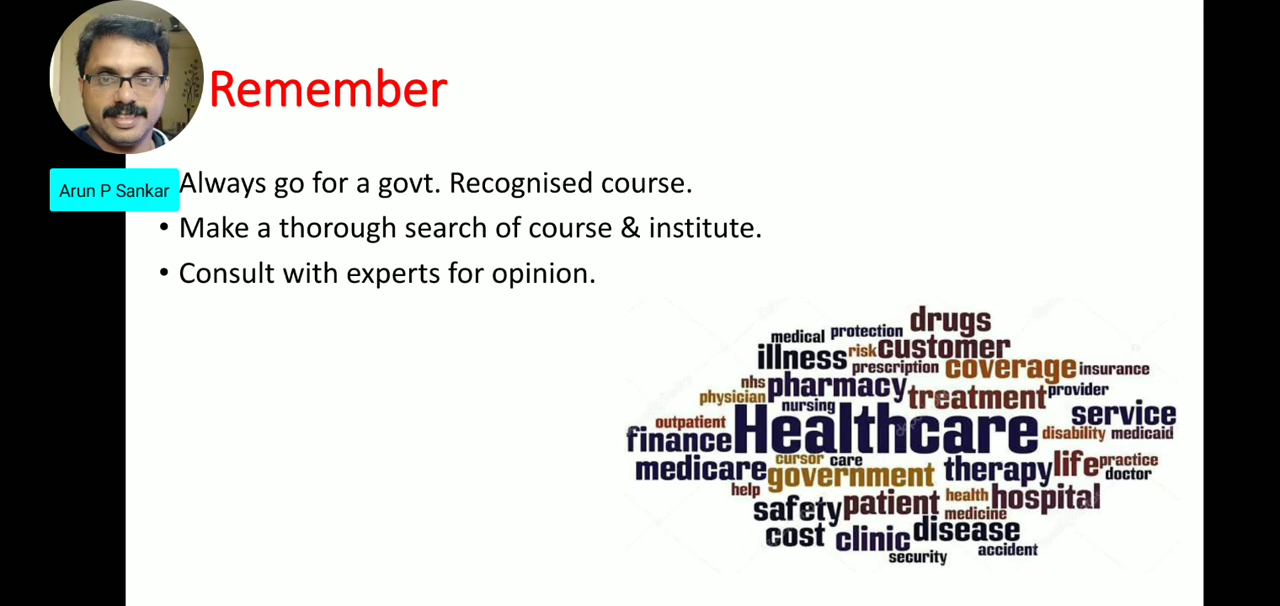 Remember
Arun P Sankar
Always go for a govt. Recognised course.
• Make a thorough search of course & institute.
• Consult with experts for opinion.
drugs
medical protection
illness risk customer
prescription coverage insurance
nhs pharmacy treatment provider
physician nursing
outpatient Healthcare service
finance disability medicaid
cursor care
medicare government therapy life practice
doctor
help safety patient health hospital
medicine
cost clinic disease
security accident